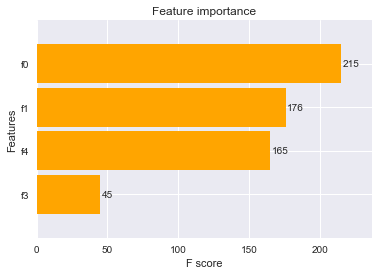 Feature importance
Features
f0
215
f1
176
f4
165
f3
45
0 50 100 150 200
F score